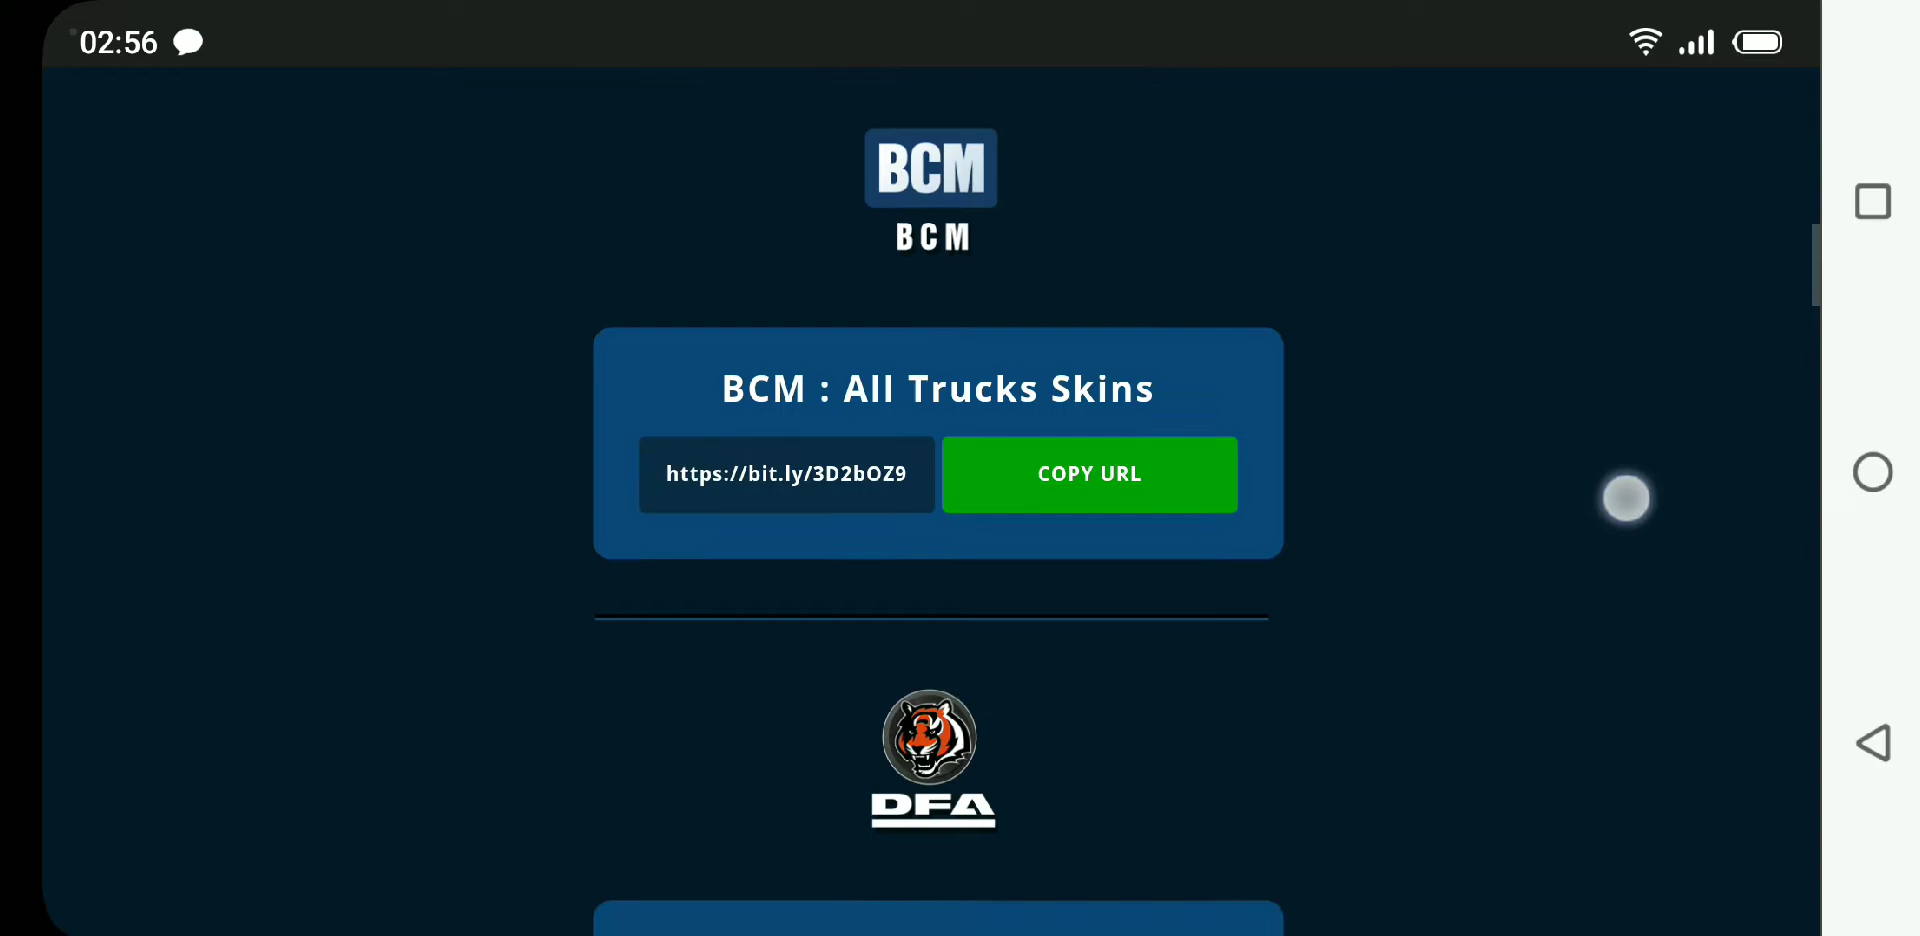 02:56
BCM
BCM
BCM : All Trucks Skins
https://bit.ly/3D2bOZ9
COPY URL
DFA